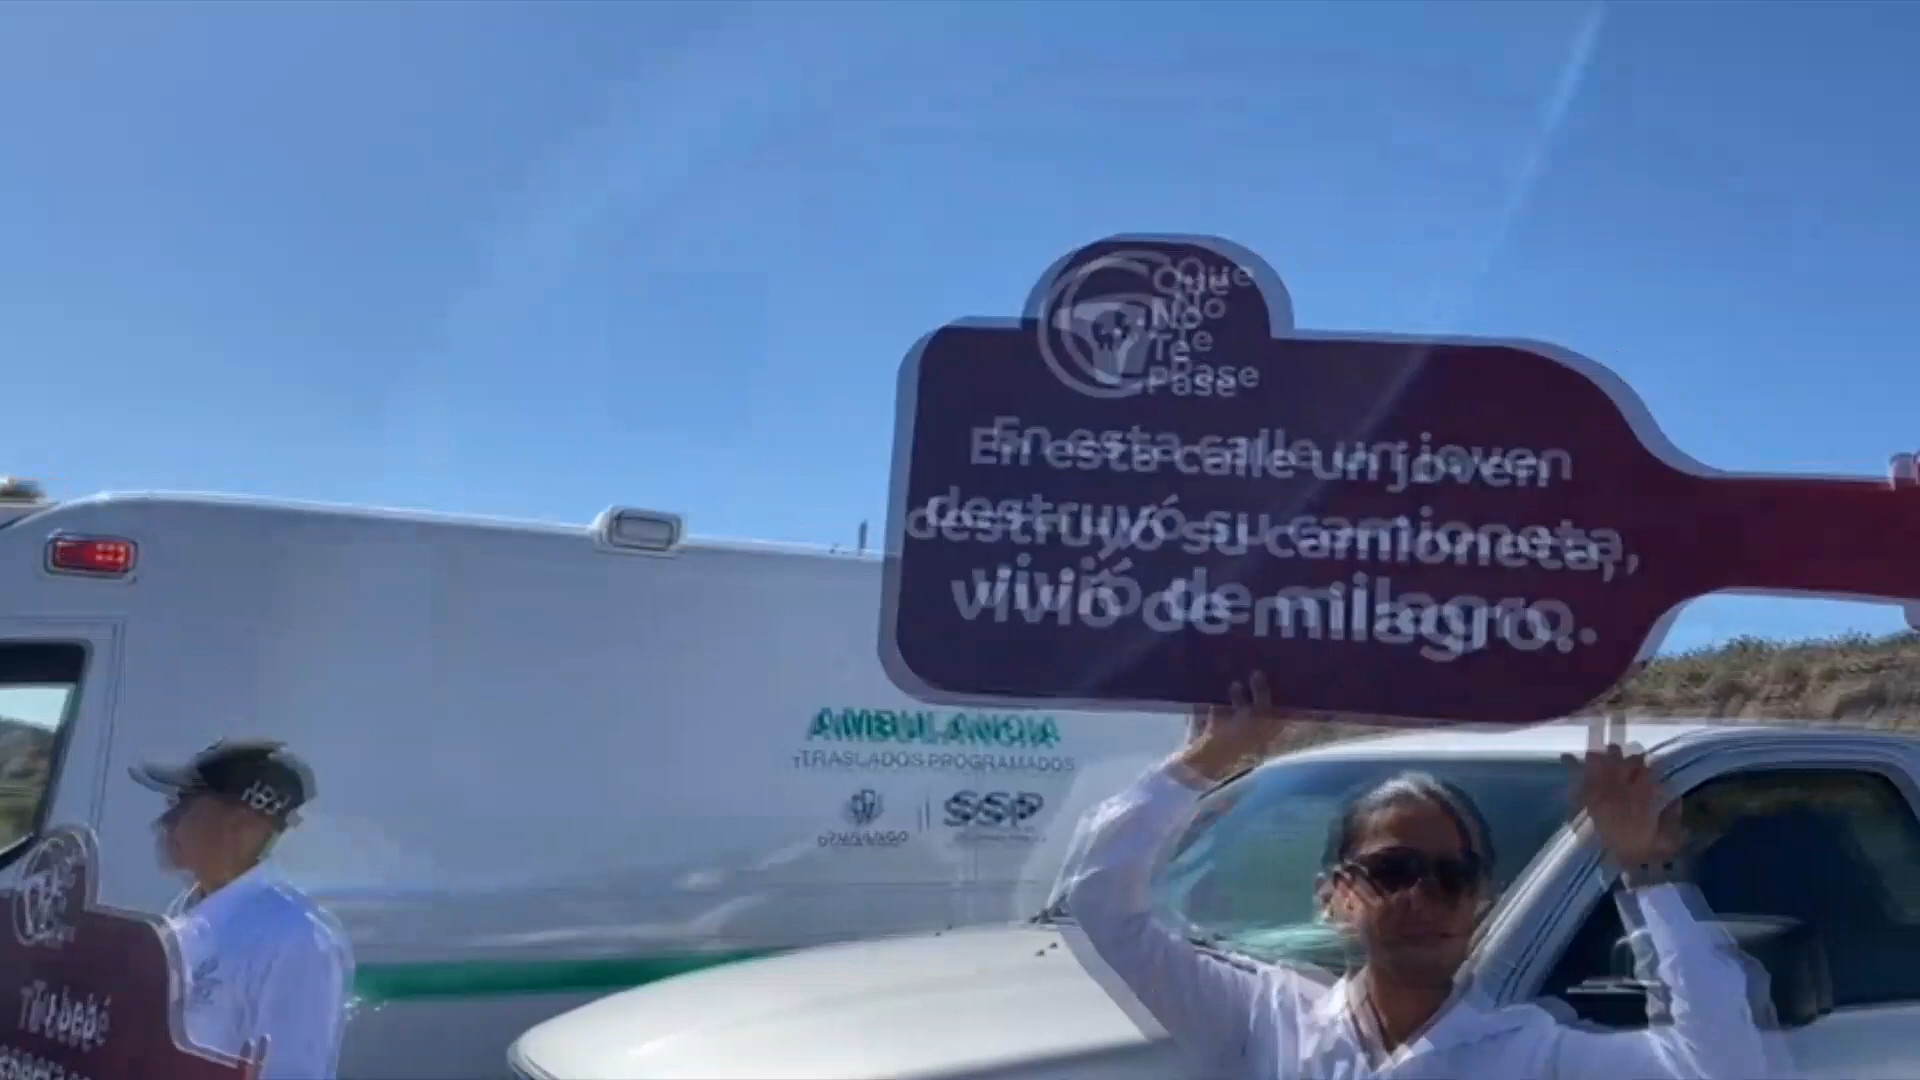 Que
No
Te
Pase
En esta calle un joven
destruyó su camioneta,
vivió de milagro.
AMBULANCIA
TRASLADOS PROGRAMADOS
DURANGO
SSP
Tu bebé